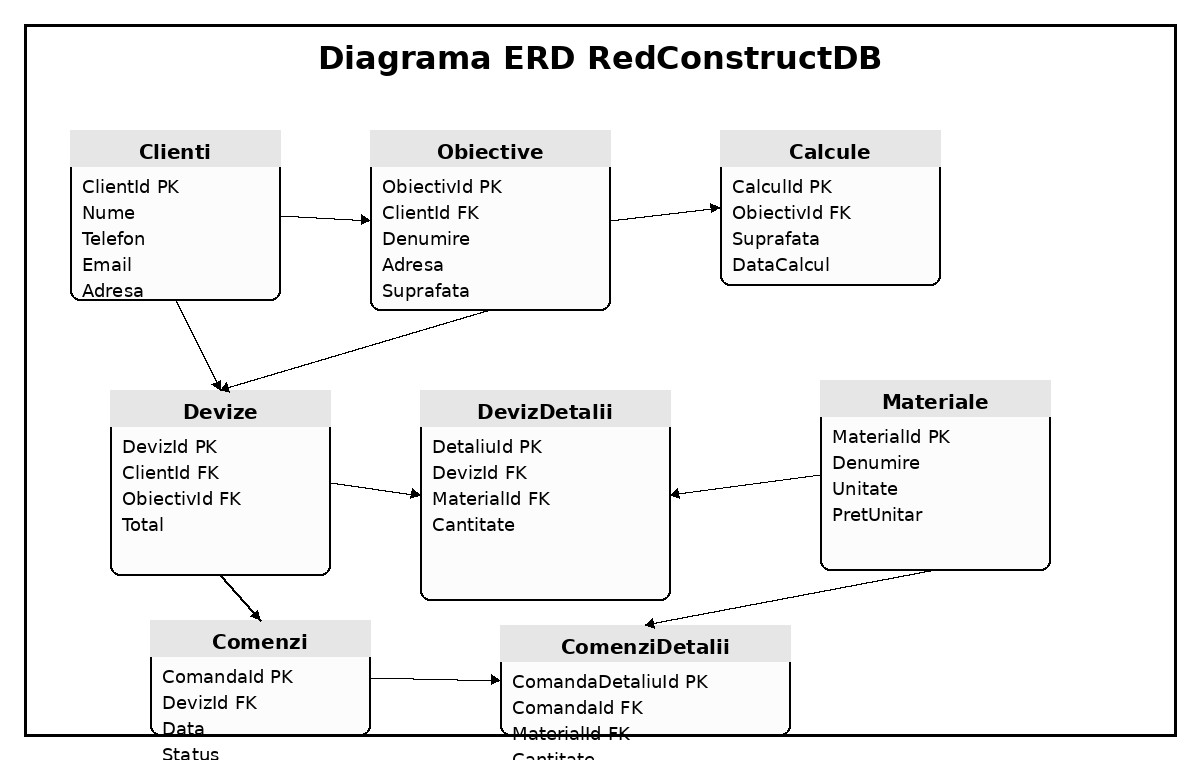 Diagrama ERD RedConstructDB
Clienti
ClientId PK
Nume
Telefon
Email
Adresa
Obiective
ObiectivId PK
ClientId FK
Denumire
Adresa
Suprafata
Calcule
CalculId PK
ObiectivId FK
Suprafata
DataCalcul
Devize
DevizId PK
ClientId FK
ObiectivId FK
Total
DevizDetalii
DetaliuId PK
DevizId FK
MaterialId FK
Cantitate
Materiale
MaterialId PK
Denumire
Unitate
PretUnitar
Comenzi
ComandaId PK
DevizId FK
Data
Status
ComenziDetalii
ComandaDetaliuId PK
ComandaId FK
MaterialId FK
Cantitate